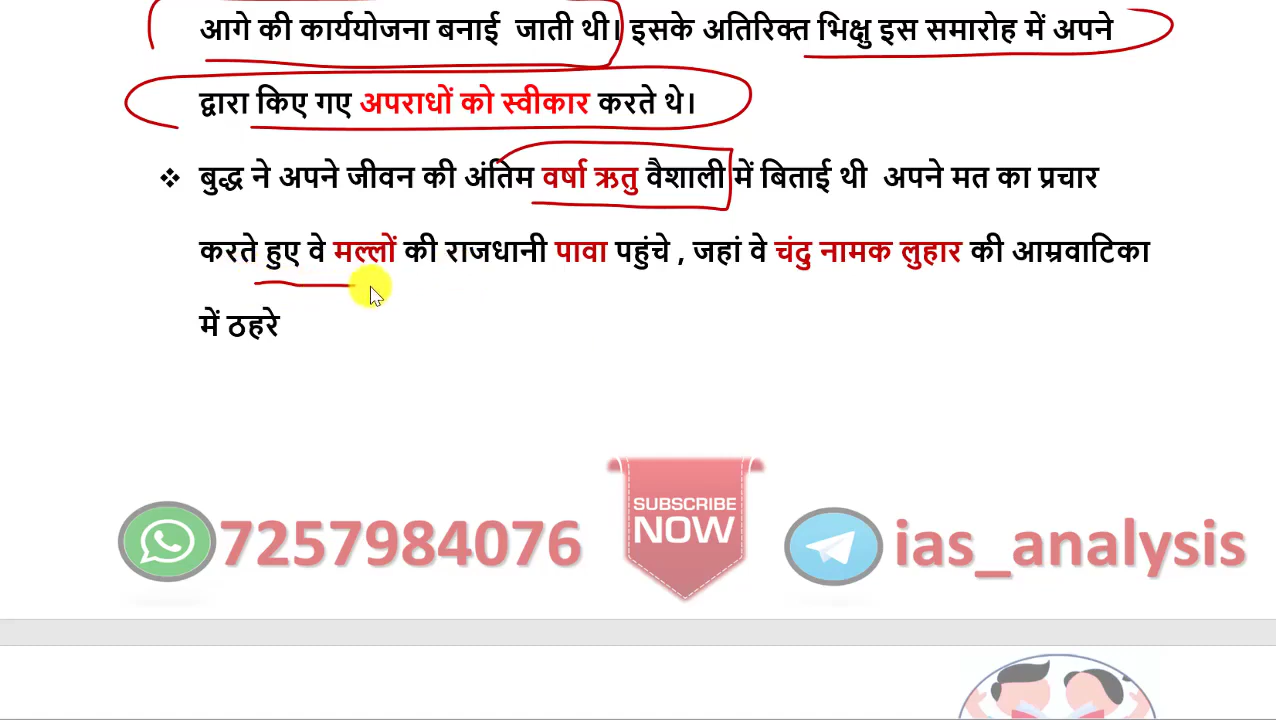 आगे की कार्ययोजना बनाई जाती थी। इसके अतिरिक्त भिक्षु इस समारोह में अपने
द्वारा किए गए अपराधों को स्वीकार करते थे।
❖ बुद्ध ने अपने जीवन की अंतिम वर्षा ऋतु वैशाली में बिताई थी अपने मत का प्रचार
करते हुए वे मल्लों की राजधानी पावा पहुंचे , जहां वे चंदु नामक लुहार की आम्रवाटिका
में ठहरे
7257984076
SUBSCRIBE
NOW
ias_analysis